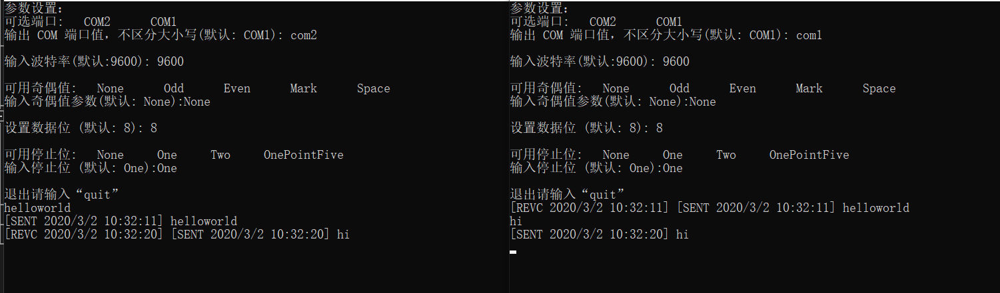 参数设置:
可选端口:   COM2      COM1
输出 COM 端口值，不区分大小写(默认: COM1): com2
输入波特率(默认:9600): 9600
可用奇偶值:   None      Odd      Even      Mark      Space
输入奇偶值参数(默认: None):None
设置数据位 (默认: 8): 8
可用停止位:   None     One     Two     OnePointFive
输入停止位 (默认: One):One
退出请输入“quit”
helloworld
[SENT 2020/3/2 10:32:11] helloworld
[REVC 2020/3/2 10:32:20] [SENT 2020/3/2 10:32:20] hi
参数设置:
可选端口:   COM2      COM1
输出 COM 端口值，不区分大小写(默认: COM1): com1
输入波特率(默认:9600): 9600
可用奇偶值:   None      Odd      Even      Mark      Space
输入奇偶值参数(默认: None):None
设置数据位 (默认: 8): 8
可用停止位:   None     One     Two     OnePointFive
输入停止位 (默认: One):One
退出请输入“quit”
[REVC 2020/3/2 10:32:11] [SENT 2020/3/2 10:32:11] helloworld
hi
[SENT 2020/3/2 10:32:20] hi